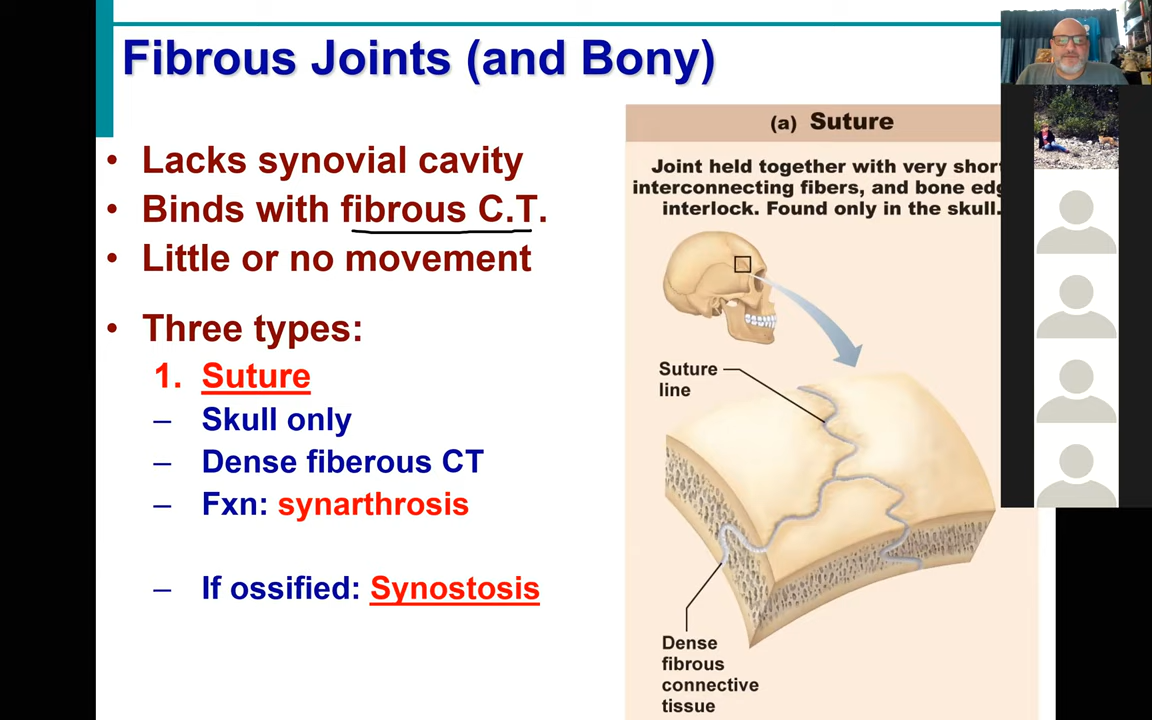 Fibrous Joints (and Bony)
• Lacks synovial cavity
• Binds with fibrous C.T.
• Little or no movement
• Three types:
1. Suture
– Skull only
– Dense fiberous CT
– Fxn: synarthrosis
– If ossified: Synostosis
(a) Suture
Joint held together with very short
interconnecting fibers, and bone
interlock. Found only in the skull.
Suture
line
Dense
fibrous
connective
tissue